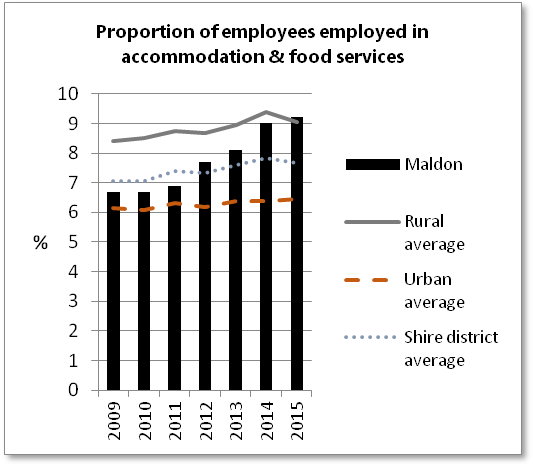 Proportion of employees employed in
accommodation & food services
10
9
8
7
6
5
4
3
2
1
0
%
2009
2010
2011
2012
2013
2014
2015
Maldon
Rural
average
Urban
average
Shire district
average